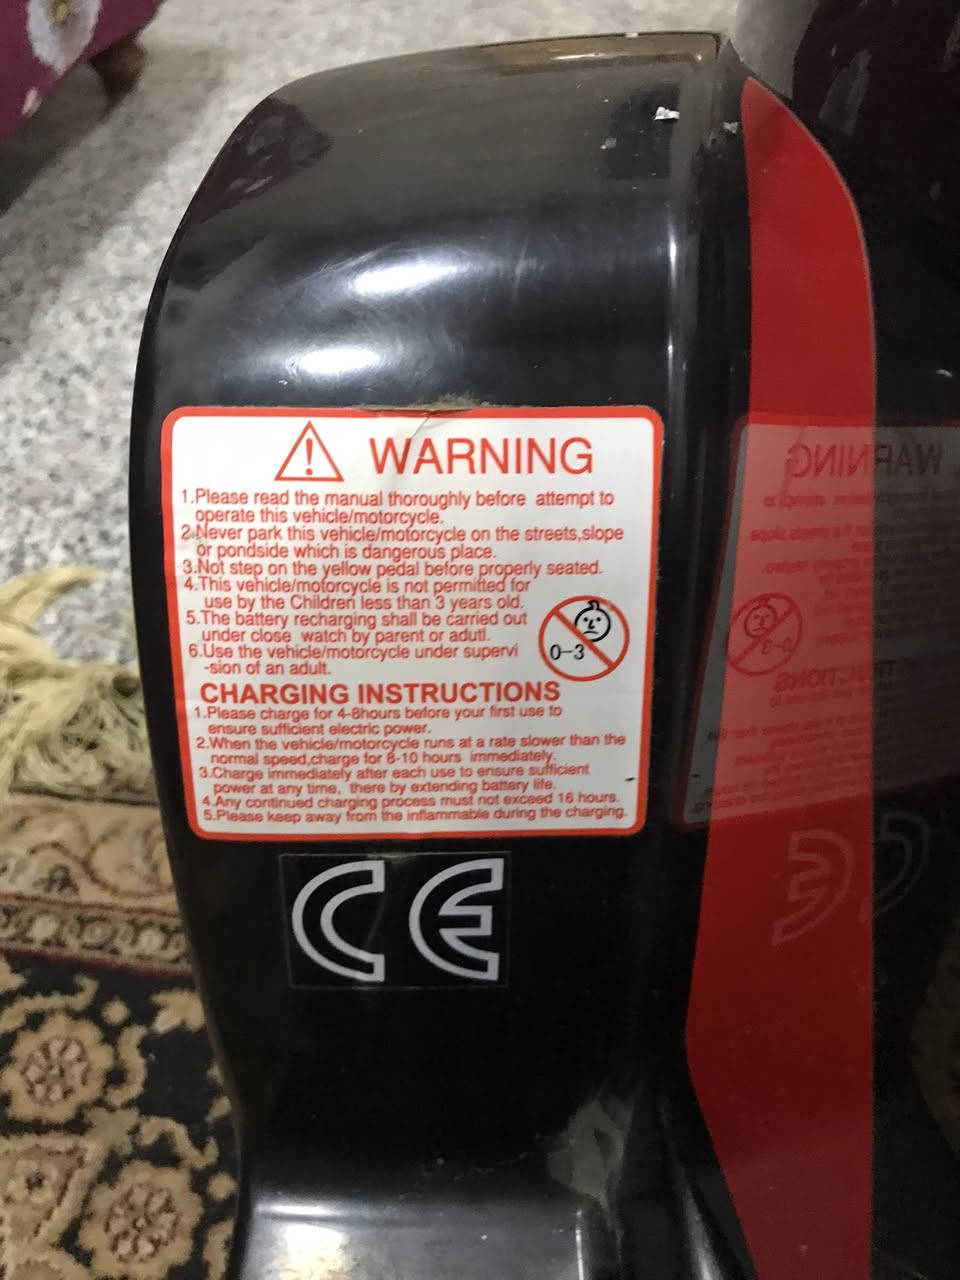 WARNING
1.Please read the manual thoroughly before attempt to
operate this vehicle/motorcycle.
2.Never park this vehicle/motorcycle on the streets,slope
or pondside which is dangerous place.
3.Not step on the yellow pedal before properly seated.
4.This vehicle/motorcycle is not permitted for
use by the Children less than 3 years old.
5.The battery recharging shall be carried out
under close watch by parent or adutl.
6.Use the vehicle/motorcycle under supervi
-sion of an adult.
0-3
CHARGING INSTRUCTIONS
1.Please charge for 4-8hours before your first use to
ensure sufficient electric power.
2.When the vehicle/motorcycle runs at a rate slower than the
normal speed,charge for 8-10 hours immediately.
3.Charge immediately after each use to ensure sufficient
power at any time, there by extending battery life.
4.Any continued charging process must not exceed 16 hours.
5.Please keep away from the inflammable during the charging.
CE